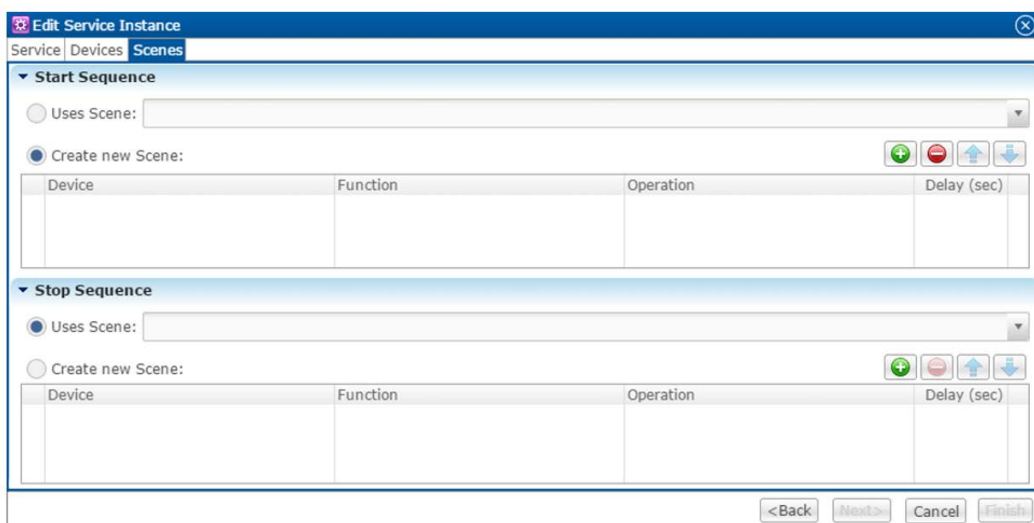 Edit Service Instance
Service Devices Scenes
Start Sequence
Uses Scene:
Create new Scene:
Device Function Operation Delay (sec)
Stop Sequence
Uses Scene:
Create new Scene:
Device Function Operation Delay (sec)
<Back Next> Cancel Finish